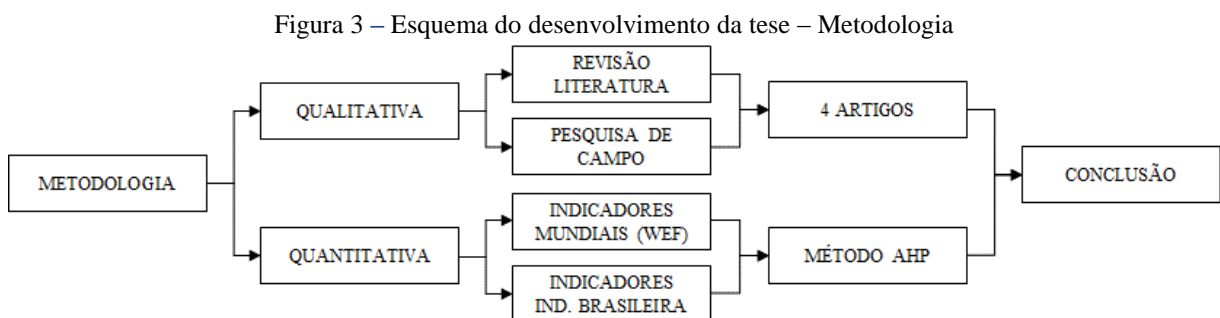 Figura 3 – Esquema do desenvolvimento da tese – Metodologia
METODOLOGIA
QUALITATIVA
QUANTITATIVA
REVISÃO
LITERATURA
PESQUISA DE
CAMPO
INDICADORES
MUNDIAIS (WEF)
INDICADORES
IND. BRASILEIRA
4 ARTIGOS
MÉTODO AHP
CONCLUSÃO